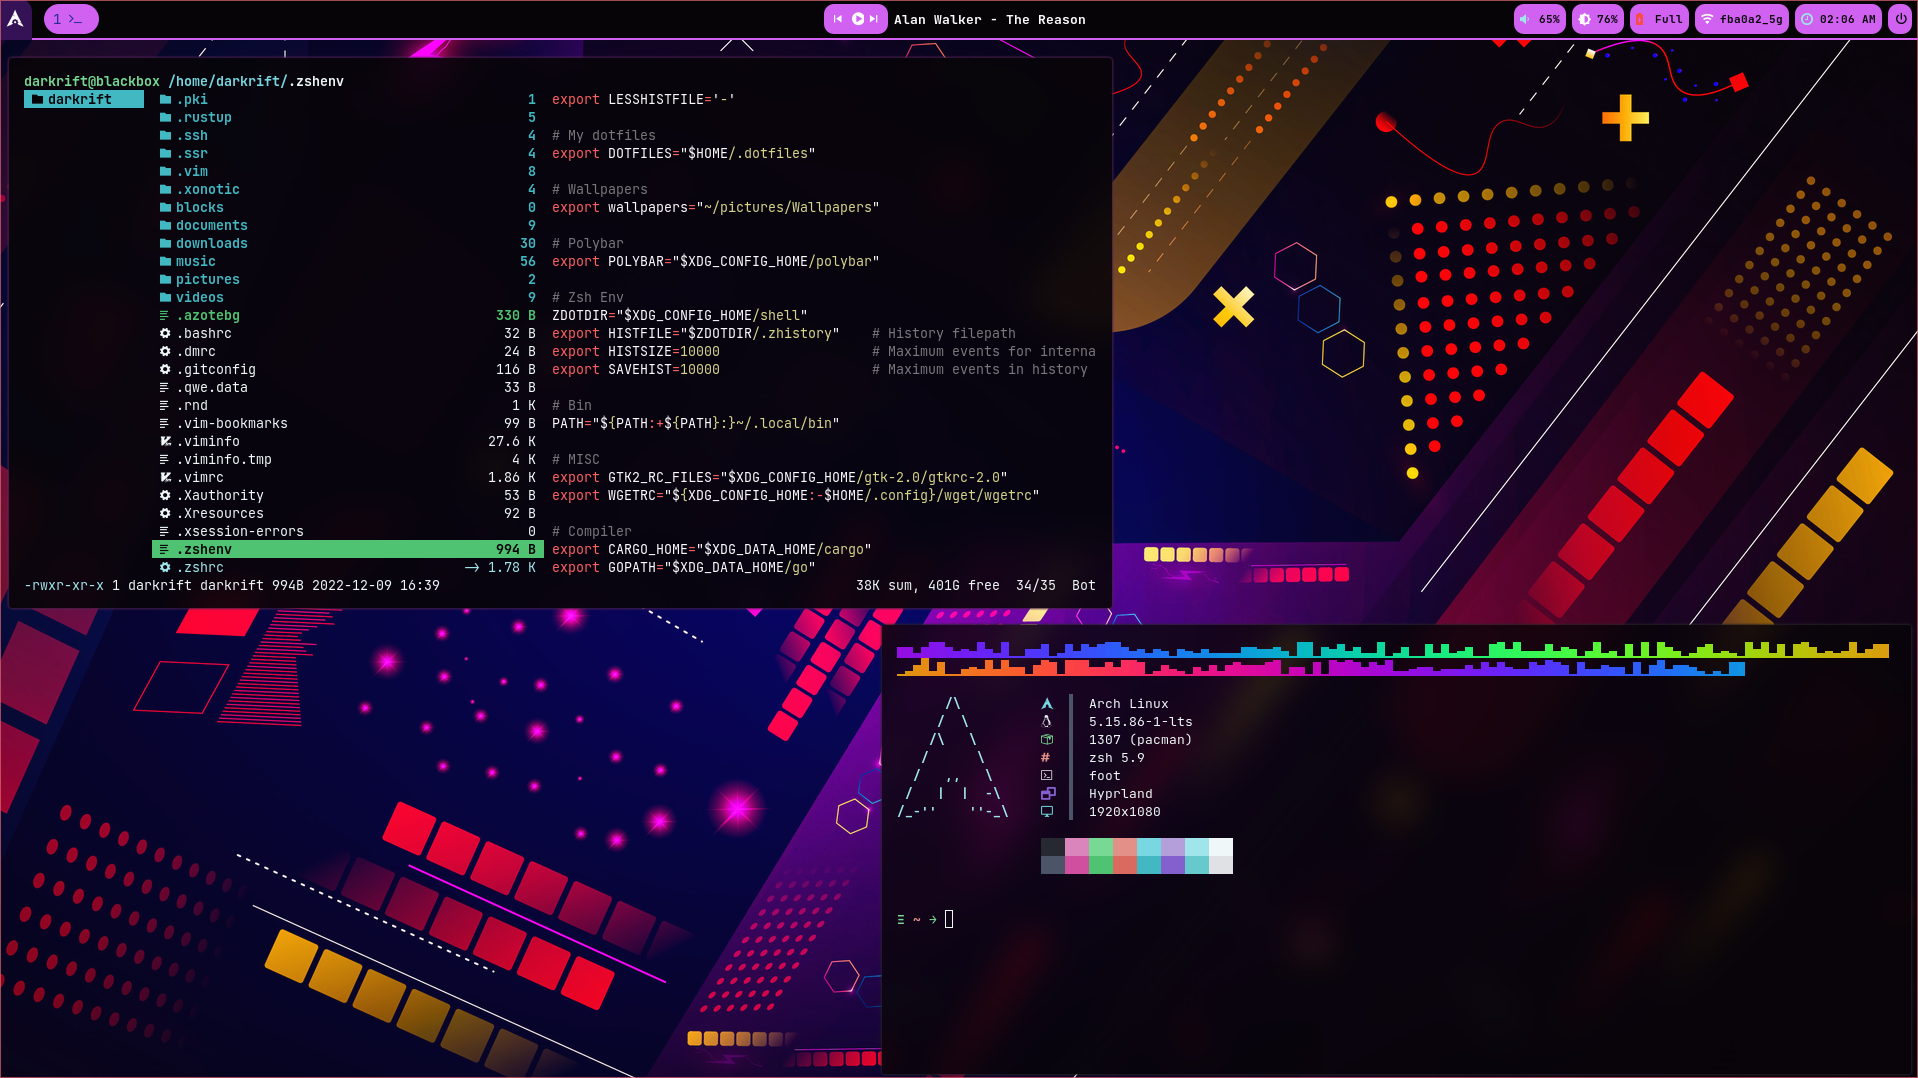 1 >_
Alan Walker - The Reason
65%
76%
Full
fba0a2_5g
02:06 AM
darkrift@blackbox /home/darkrift/.zshenv
darkrift
.pki 1
.rustup 5
.ssh 4
.ssr 4
.vim 8
.xonotic 4
blocks 0
documents 9
downloads 30
music 56
pictures 2
videos 9
.azotebg 330 B
.bashrc 32 B
.dmrc 24 B
.gitconfig 116 B
.qwe.data 33 B
.rnd 1 K
.vim-bookmarks 99 B
.viminfo 27.6 K
.viminfo.tmp 4 K
.vimrc 1.86 K
.Xauthority 53 B
.Xresources 92 B
.xsession-errors 0
.zshenv 994 B
.zshrc -> 1.78 K
export LESSHISTFILE='-'
# My dotfiles
export DOTFILES="$HOME/.dotfiles"
# Wallpapers
export wallpapers="~/pictures/Wallpapers"
# Polybar
export POLYBAR="$XDG_CONFIG_HOME/polybar"
# Zsh Env
ZDOTDIR="$XDG_CONFIG_HOME/shell"
export HISTFILE="$ZDOTDIR/.zhistory" # History filepath
export HISTSIZE=10000 # Maximum events for interna
export SAVEHIST=10000 # Maximum events in history
# Bin
PATH="${PATH:+${PATH}:}~/.local/bin"
# MISC
export GTK2_RC_FILES="$XDG_CONFIG_HOME/gtk-2.0/gtkrc-2.0"
export WGETRC="${XDG_CONFIG_HOME:-$HOME/.config}/wget/wgetrc"
# Compiler
export CARGO_HOME="$XDG_DATA_HOME/cargo"
export GOPATH="$XDG_DATA_HOME/go"
-rwxr-xr-x 1 darkrift darkrift 994B 2022-12-09 16:39 38K sum, 401G free 34/35 Bot
Arch Linux
5.15.86-1-lts
1307 (pacman)
# zsh 5.9
foot
Hyprland
1920x1080
Ξ ~ →